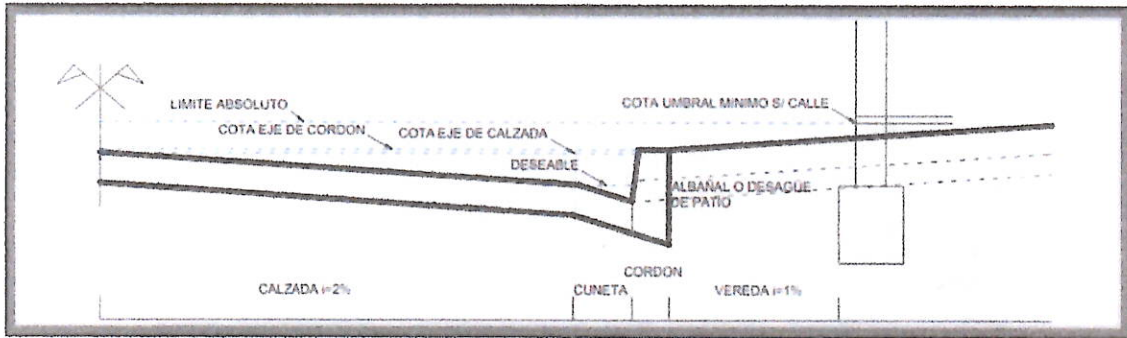 LIMITE ABSOLUTO
COTA UMBRAL MINIMO S/ CALLE
COTA EJE DE CORDON
COTA EJE DE CALZADA
DESEABLE
ALBAÑAL O DESAGUE
DE PATIO
CORDON
CALZADA i=2%
CUNETA
VEREDA i=1%